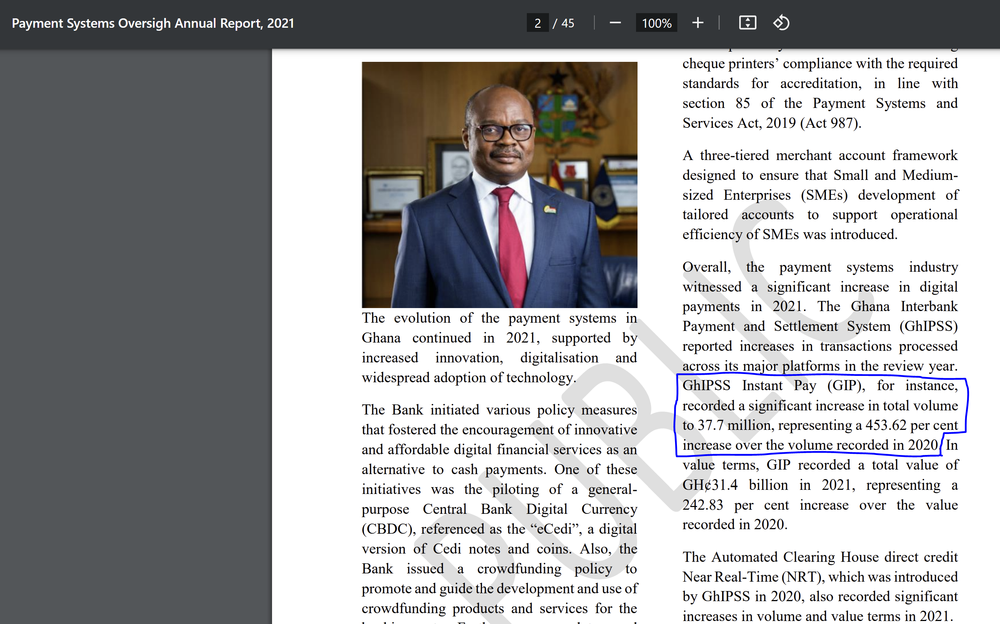 Payment Systems Oversigh Annual Report, 2021
2 / 45
100%
The evolution of the payment systems in
Ghana continued in 2021, supported by
increased innovation, digitalisation and
widespread adoption of technology.
The Bank initiated various policy measures
that fostered the encouragement of innovative
and affordable digital financial services as an
alternative to cash payments. One of these
initiatives was the piloting of a general-
purpose Central Bank Digital Currency
(CBDC), referenced as the “eCedi”, a digital
version of Cedi notes and coins. Also, the
Bank issued a crowdfunding policy to
promote and guide the development and use of
crowdfunding products and services for the
cheque printers’ compliance with the required
standards for accreditation, in line with
section 85 of the Payment Systems and
Services Act, 2019 (Act 987).
A three-tiered merchant account framework
designed to ensure that Small and Medium-
sized Enterprises (SMEs) development of
tailored accounts to support operational
efficiency of SMEs was introduced.
Overall, the payment systems industry
witnessed a significant increase in digital
payments in 2021. The Ghana Interbank
Payment and Settlement System (GhIPSS)
reported increases in transactions processed
across its major platforms in the review year.
GhIPSS Instant Pay (GIP), for instance,
recorded a significant increase in total volume
to 37.7 million, representing a 453.62 per cent
increase over the volume recorded in 2020. In
value terms, GIP recorded a total value of
GH¢31.4 billion in 2021, representing a
242.83 per cent increase over the value
recorded in 2020.
The Automated Clearing House direct credit
Near Real-Time (NRT), which was introduced
by GhIPSS in 2020, also recorded significant
increases in volume and value terms in 2021.
PUBLIC